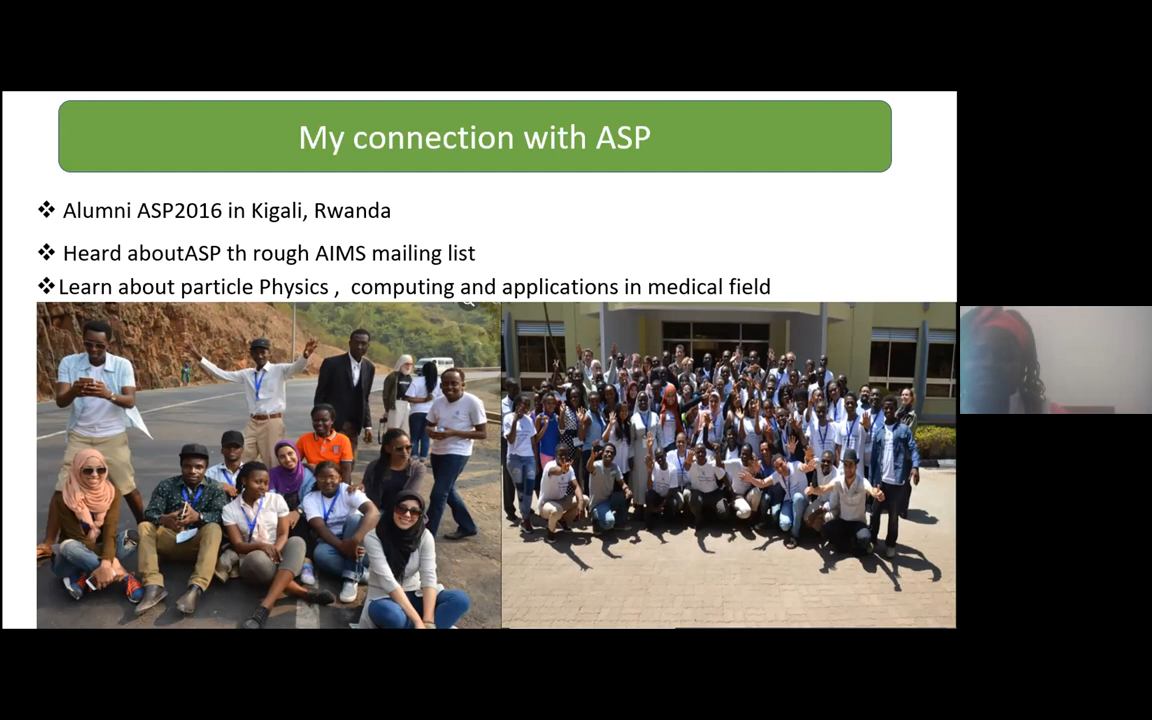 My connection with ASP
❖ Alumni ASP2016 in Kigali, Rwanda
❖ Heard aboutASP th rough AIMS mailing list
❖Learn about particle Physics , computing and applications in medical field